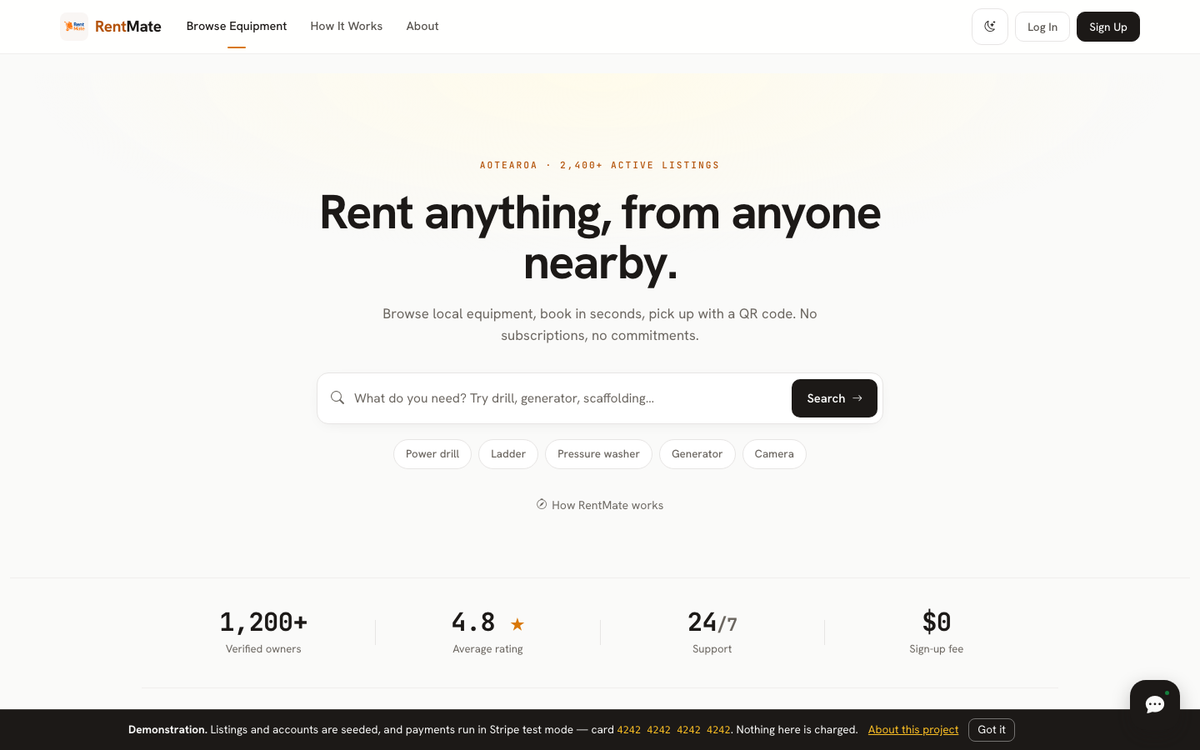 Rent Mate RentMate Browse Equipment How It Works About Log In Sign Up
AOTEAROA · 2,400+ ACTIVE LISTINGS
Rent anything, from anyone
nearby.
Browse local equipment, book in seconds, pick up with a QR code. No
subscriptions, no commitments.
What do you need? Try drill, generator, scaffolding... Search →
Power drill Ladder Pressure washer Generator Camera
How RentMate works
1,200+ 4.8 ★ 24/7 $0
Verified owners Average rating Support Sign-up fee
Demonstration. Listings and accounts are seeded, and payments run in Stripe test mode — card 4242 4242 4242 4242. Nothing here is charged. About this project Got it